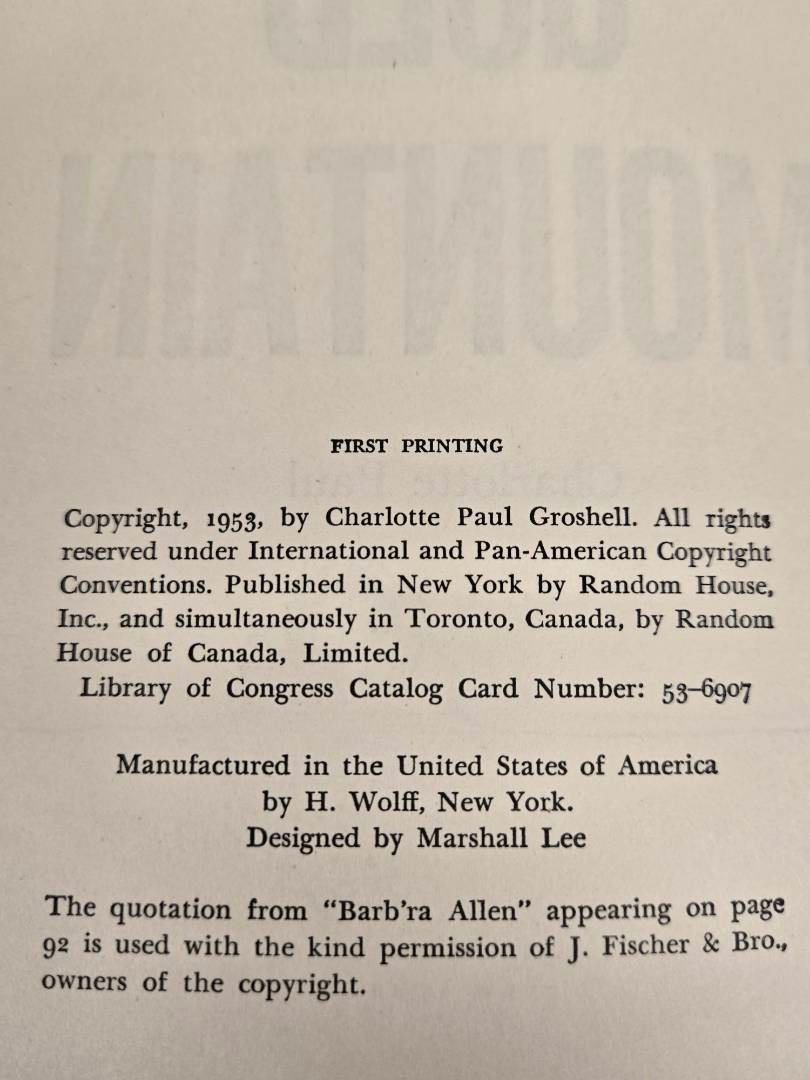 GOLD
MOUNTAIN
FIRST PRINTING
Copyright, 1953, by Charlotte Paul Groshell. All rights
reserved under International and Pan-American Copyright
Conventions. Published in New York by Random House,
Inc., and simultaneously in Toronto, Canada, by Random
House of Canada, Limited.
Library of Congress Catalog Card Number: 53–6907
Manufactured in the United States of America
by H. Wolff, New York.
Designed by Marshall Lee
The quotation from “Barb’ra Allen” appearing on page
92 is used with the kind permission of J. Fischer & Bro.,
owners of the copyright.